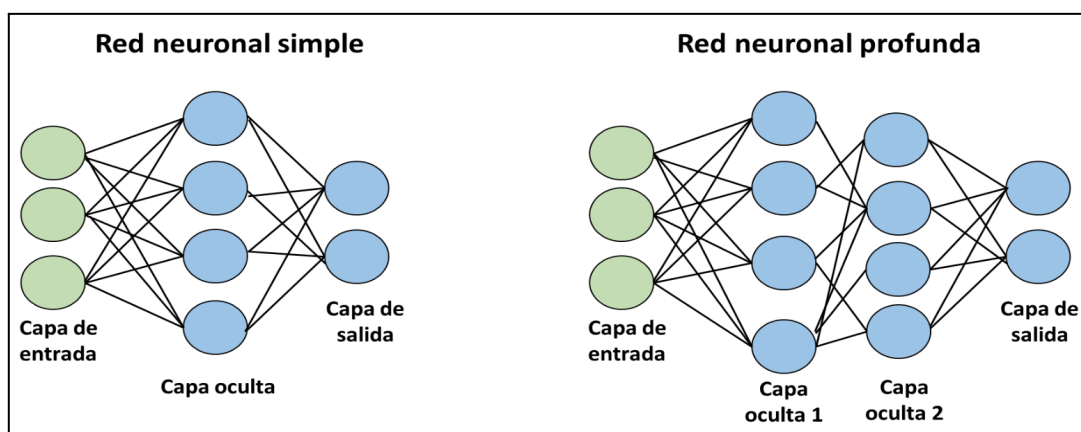 Red neuronal simple
Capa de
entrada
Capa oculta
Capa de
salida
Red neuronal profunda
Capa de
entrada
Capa
oculta 1
Capa
oculta 2
Capa de
salida